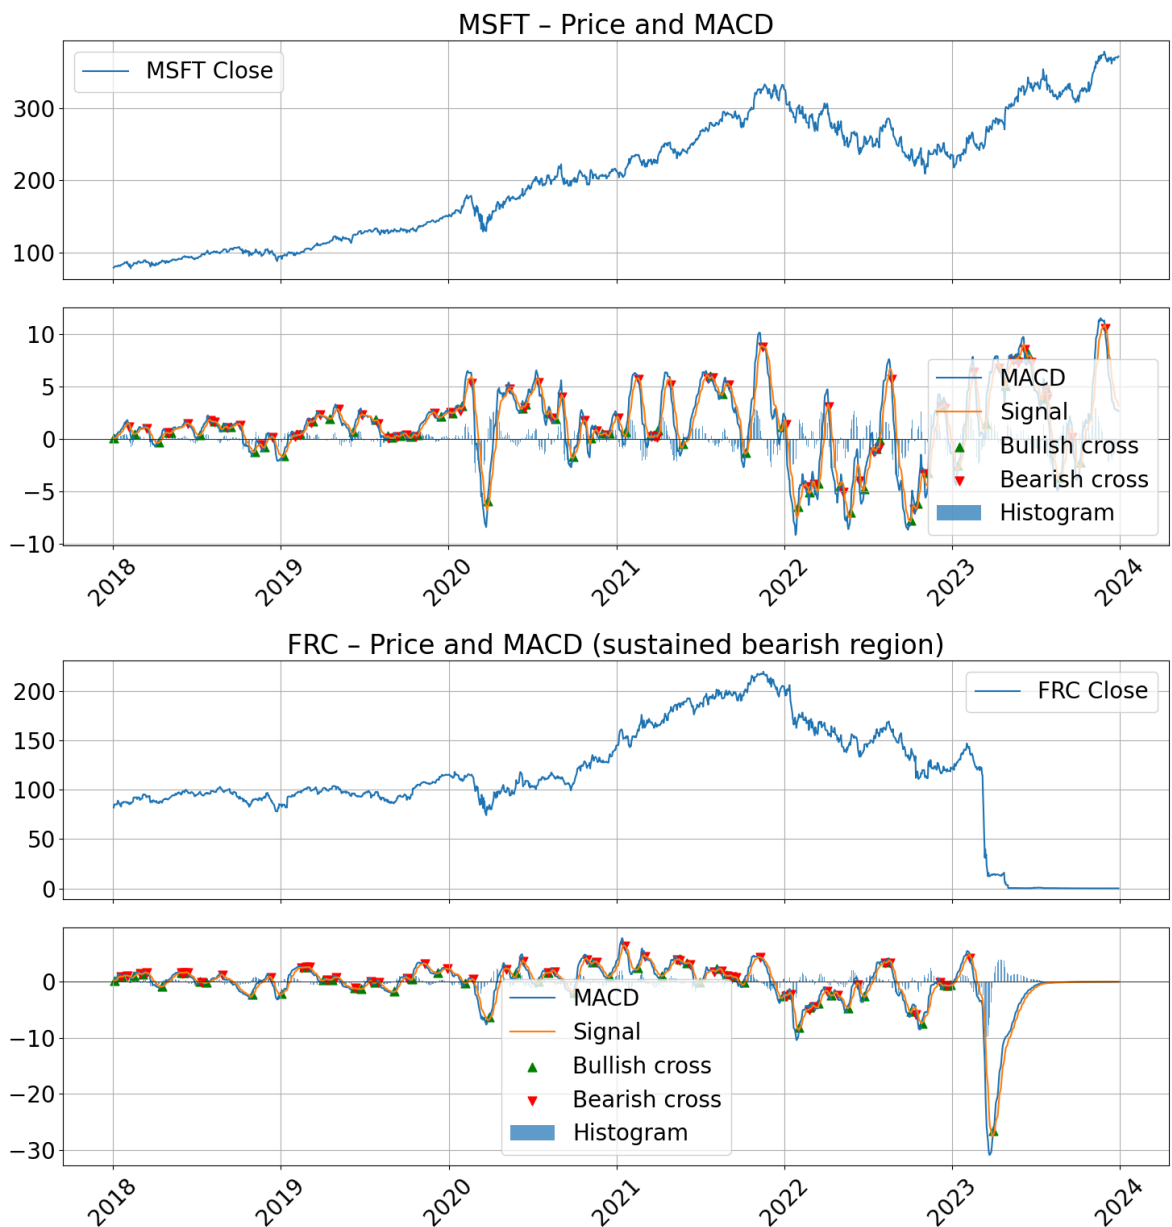 MSFT – Price and MACD
MSFT Close
300
200
100
10
5
0
−5
−10
MACD
Signal
Bullish cross
Bearish cross
Histogram
2018 2019 2020 2021 2022 2023 2024
FRC – Price and MACD (sustained bearish region)
FRC Close
200
150
100
50
0
0
−10
−20
−30
MACD
Signal
Bullish cross
Bearish cross
Histogram
2018 2019 2020 2021 2022 2023 2024